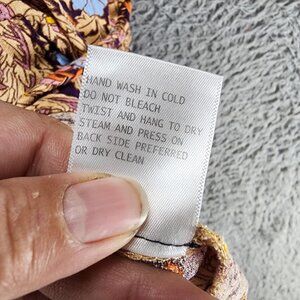 HAND WASH IN COLD
DO NOT BLEACH
TWIST AND HANG TO DRY
STEAM AND PRESS ON
BACK SIDE PREFERRED
OR DRY CLEAN